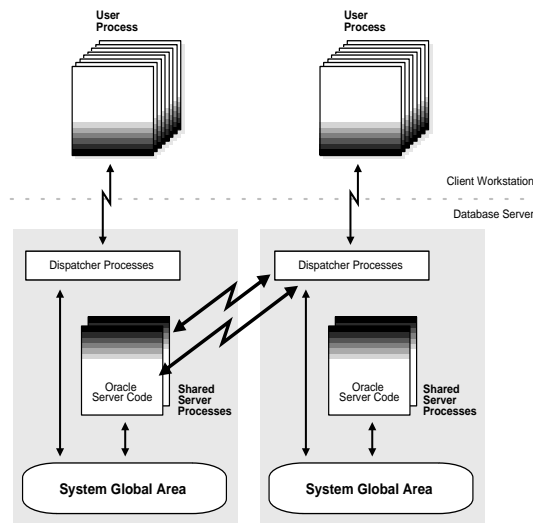 User
Process
User
Process
Client Workstation
Database Server
Dispatcher Processes
Dispatcher Processes
Oracle
Server Code
Shared
Server
Processes
Oracle
Server Code
Shared
Server
Processes
System Global Area
System Global Area